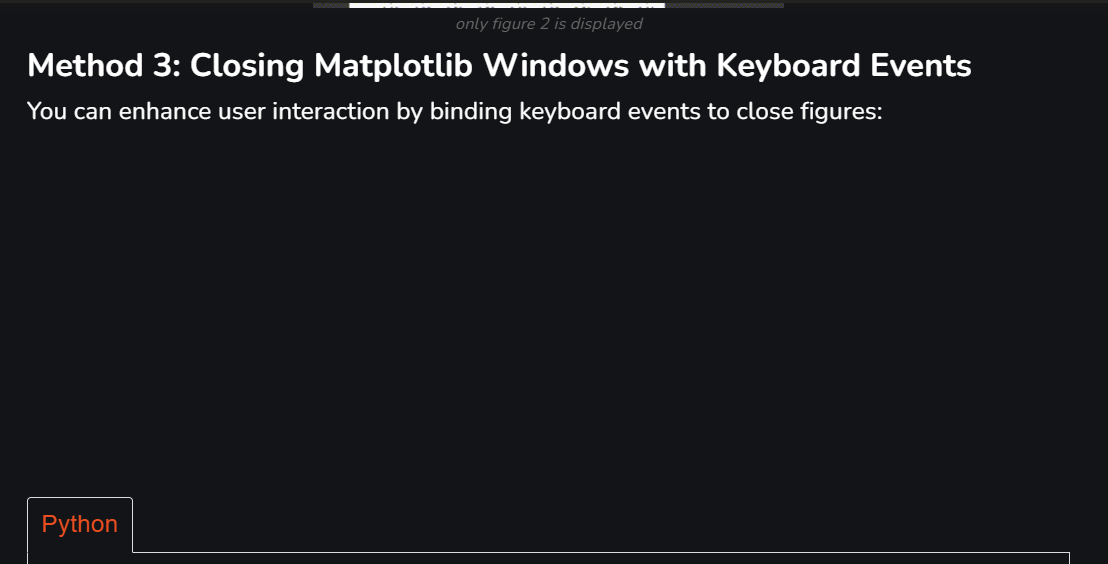 only figure 2 is displayed
Method 3: Closing Matplotlib Windows with Keyboard Events
You can enhance user interaction by binding keyboard events to close figures:
Python